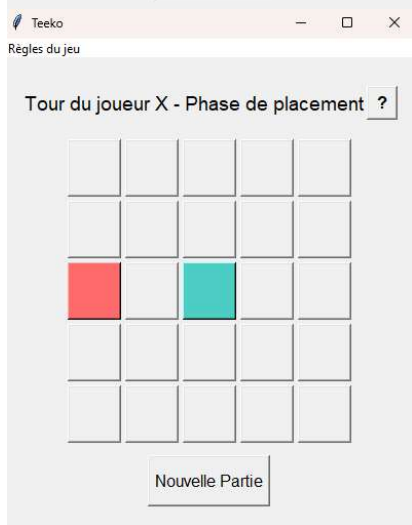 Teeko
Règles du jeu
Tour du joueur X - Phase de placement ?
Nouvelle Partie